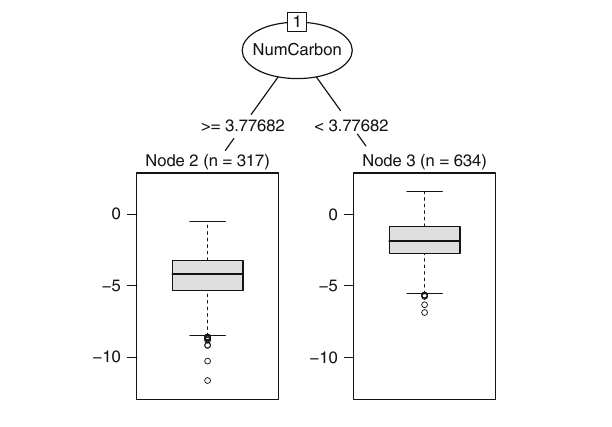 1
NumCarbon
>= 3.77682 < 3.77682
Node 2 (n = 317) Node 3 (n = 634)
0 0
−5 −5
−10 −10